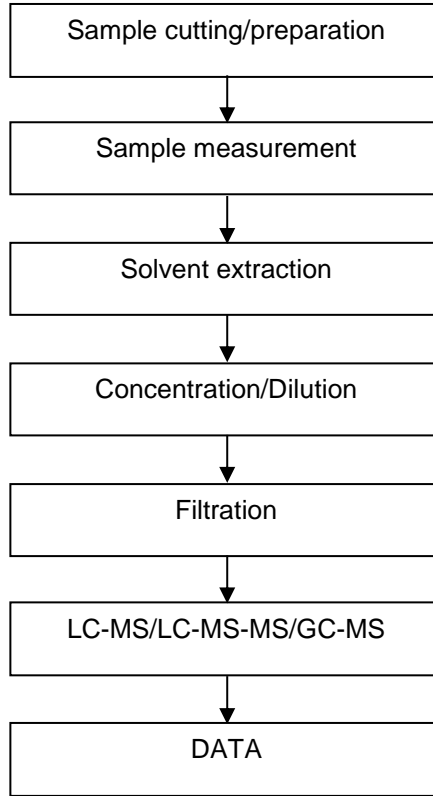 Sample cutting/preparation
Sample measurement
Solvent extraction
Concentration/Dilution
Filtration
LC-MS/LC-MS-MS/GC-MS
DATA